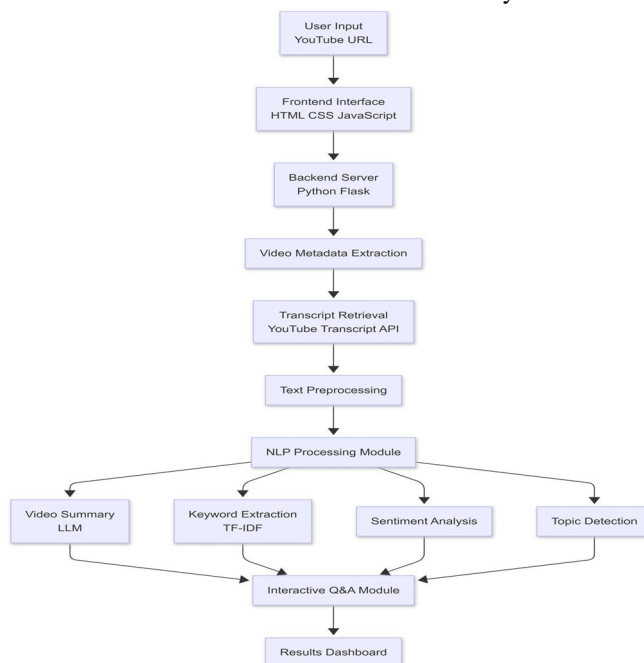 User Input
YouTube URL
Frontend Interface
HTML CSS JavaScript
Backend Server
Python Flask
Video Metadata Extraction
Transcript Retrieval
YouTube Transcript API
Text Preprocessing
NLP Processing Module
Video Summary
LLM
Keyword Extraction
TF-IDF
Sentiment Analysis
Topic Detection
Interactive Q&A Module
Results Dashboard